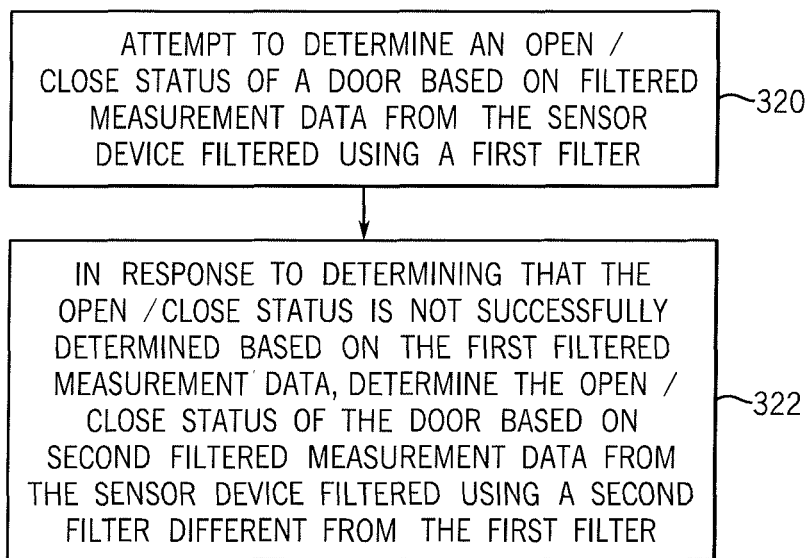 ATTEMPT TO DETERMINE AN OPEN /
CLOSE STATUS OF A DOOR BASED ON FILTERED
MEASUREMENT DATA FROM THE SENSOR
DEVICE FILTERED USING A FIRST FILTER
320
IN RESPONSE TO DETERMINING THAT THE
OPEN /CLOSE STATUS IS NOT SUCCESSFULLY
DETERMINED BASED ON THE FIRST FILTERED
MEASUREMENT DATA, DETERMINE THE OPEN /
CLOSE STATUS OF THE DOOR BASED ON
SECOND FILTERED MEASUREMENT DATA FROM
THE SENSOR DEVICE FILTERED USING A SECOND
FILTER DIFFERENT FROM THE FIRST FILTER
322